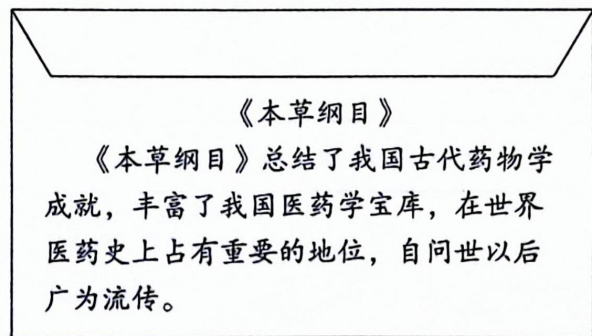 《本草纲目》
《本草纲目》总结了我国古代药物学
成就，丰富了我国医药学宝库，在世界
医药史上占有重要的地位，自问世以后
广为流传。